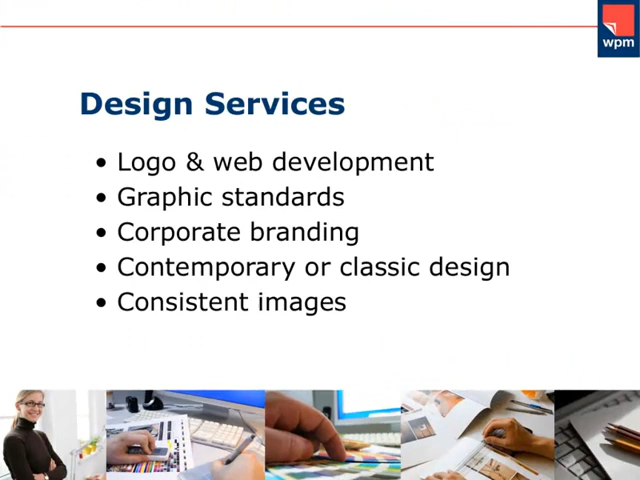 wpm
Design Services
• Logo & web development
• Graphic standards
• Corporate branding
• Contemporary or classic design
• Consistent images